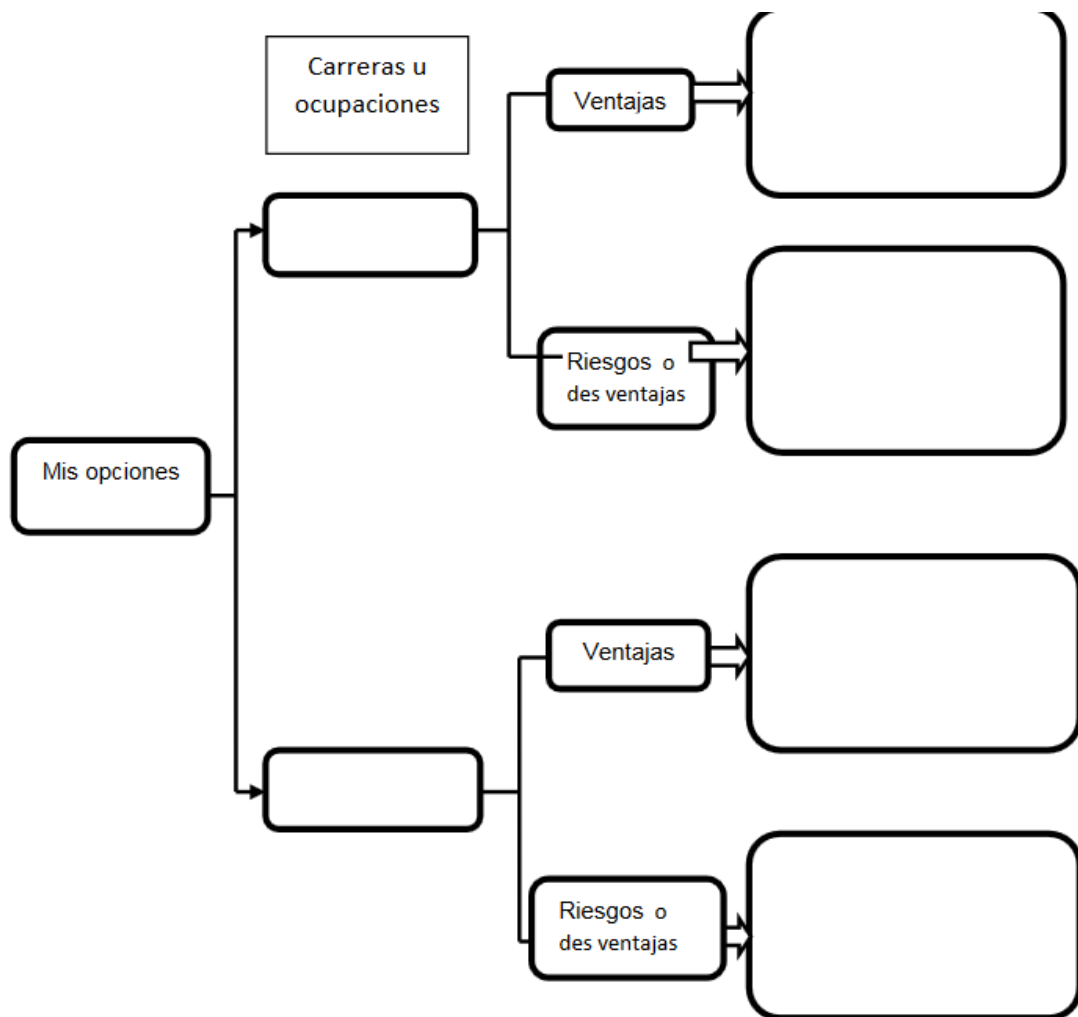 Carreras u
ocupaciones
Ventajas
Riesgos o
des ventajas
Mis opciones
Ventajas
Riesgos o
des ventajas